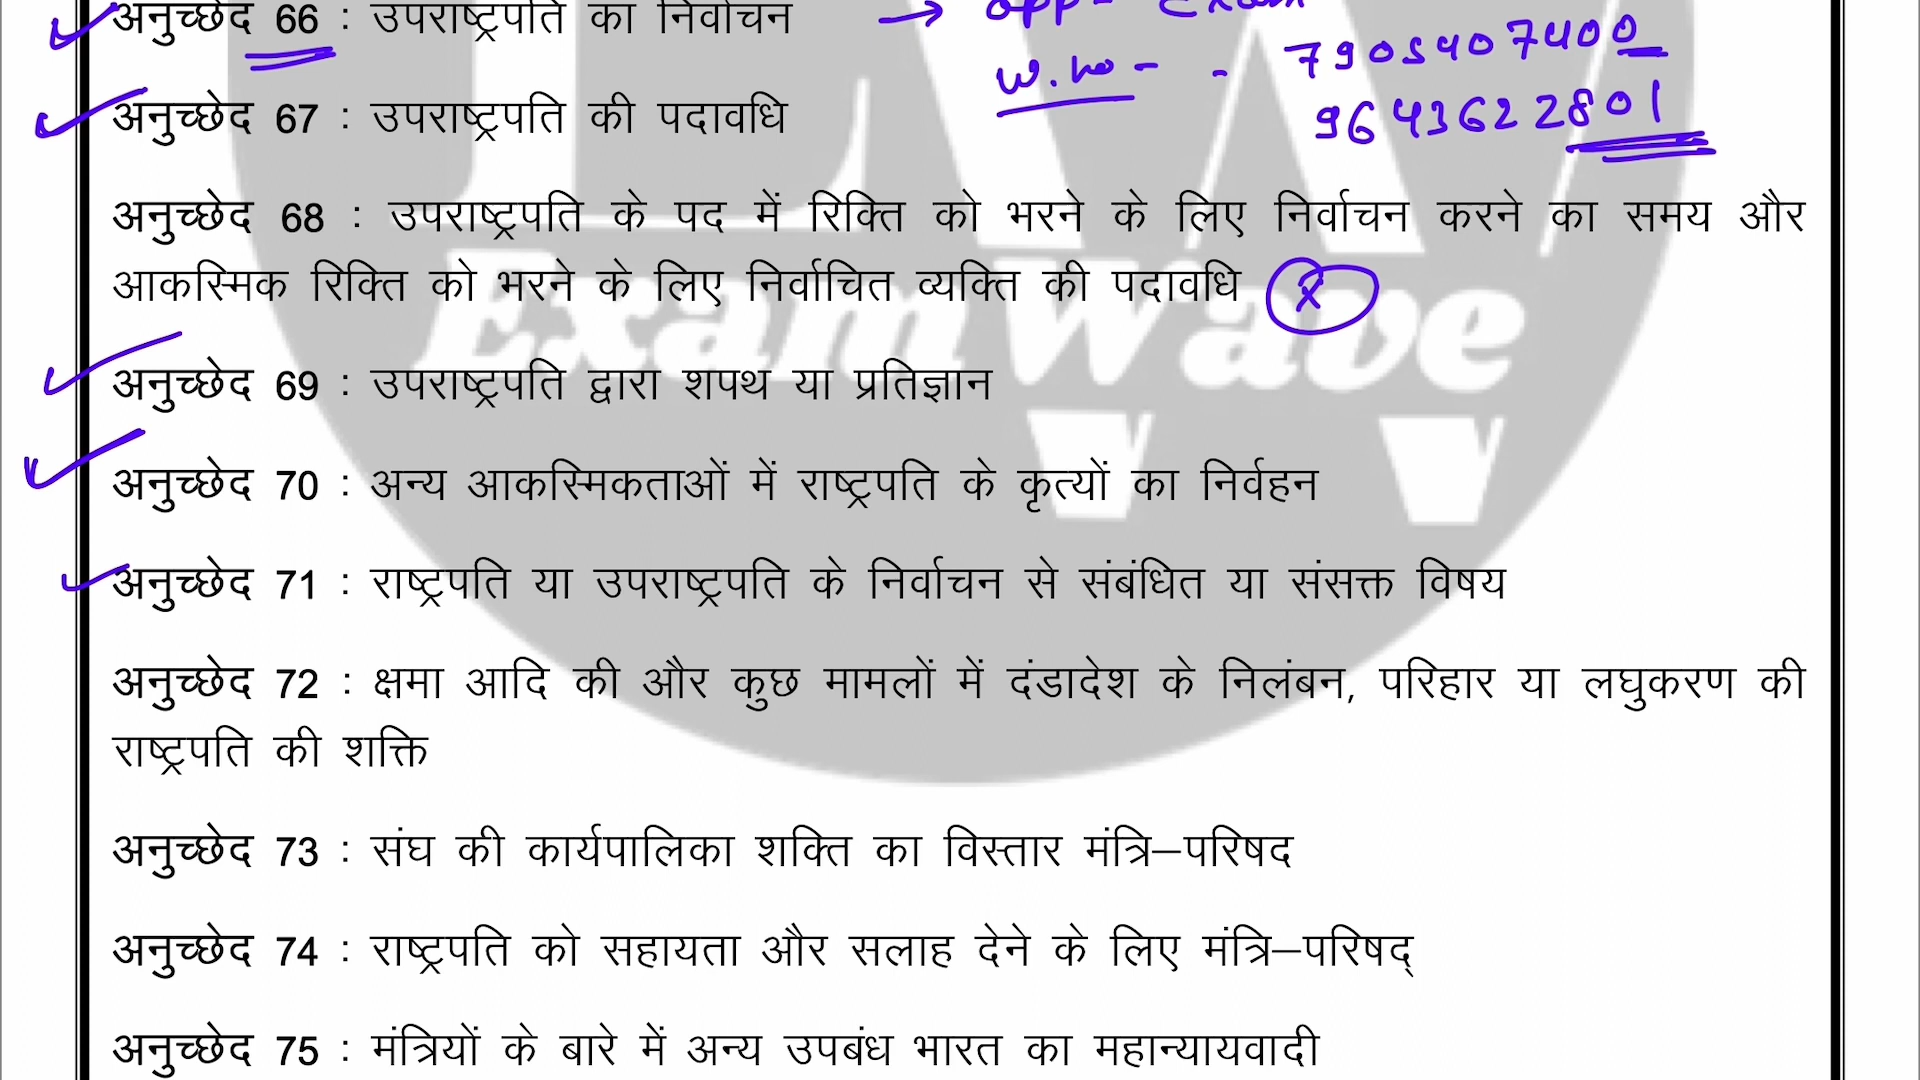 अनुच्छेद 66 : उपराष्ट्रपति का निर्वाचन → app- Exam
w.no - - 7905407400
अनुच्छेद 67 : उपराष्ट्रपति की पदावधि 9643622801
अनुच्छेद 68 : उपराष्ट्रपति के पद में रिक्ति को भरने के लिए निर्वाचन करने का समय और
आकस्मिक रिक्ति को भरने के लिए निर्वाचित व्यक्ति की पदावधि
ExamWave
अनुच्छेद 69 : उपराष्ट्रपति द्वारा शपथ या प्रतिज्ञान
अनुच्छेद 70 : अन्य आकस्मिकताओं में राष्ट्रपति के कृत्यों का निर्वहन
अनुच्छेद 71 : राष्ट्रपति या उपराष्ट्रपति के निर्वाचन से संबंधित या संसक्त विषय
अनुच्छेद 72 : क्षमा आदि की और कुछ मामलों में दंडादेश के निलंबन, परिहार या लघुकरण की
राष्ट्रपति की शक्ति
अनुच्छेद 73 : संघ की कार्यपालिका शक्ति का विस्तार मंत्रि–परिषद
अनुच्छेद 74 : राष्ट्रपति को सहायता और सलाह देने के लिए मंत्रि–परिषद्
अनुच्छेद 75 : मंत्रियों के बारे में अन्य उपबंध भारत का महान्यायवादी